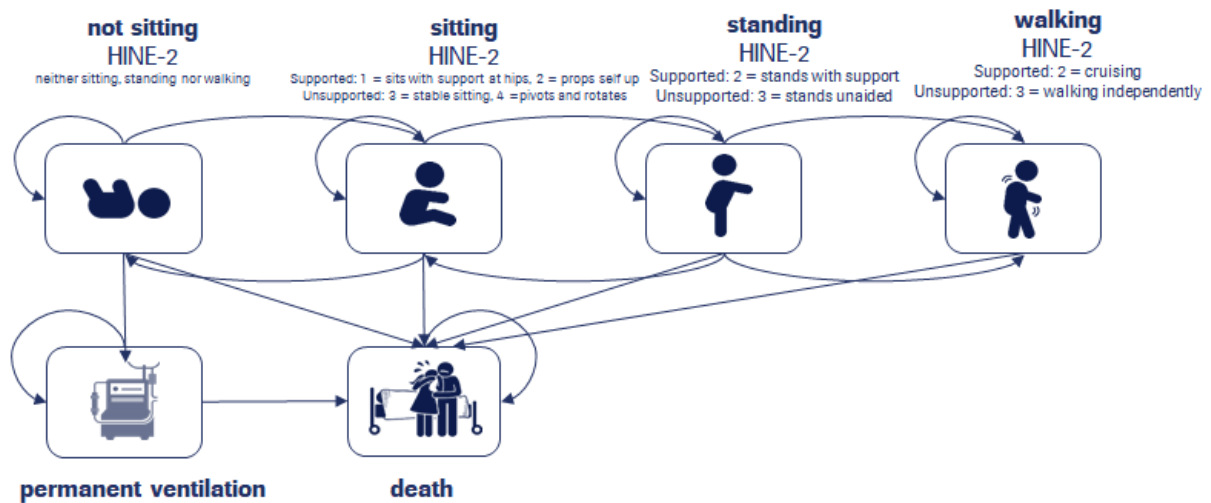 not sitting
HINE-2
neither sitting, standing nor walking
sitting
HINE-2
Supported: 1 = sits with support at hips, 2 = props self up
Unsupported: 3 = stable sitting, 4 =pivots and rotates
standing
HINE-2
Supported: 2 = stands with support
Unsupported: 3 = stands unaided
walking
HINE-2
Supported: 2 = cruising
Unsupported: 3 = walking independently
permanent ventilation
death